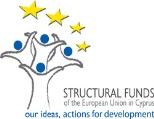 STRUCTURAL FUNDS
of the European Union in Cyprus
our ideas, actions for development